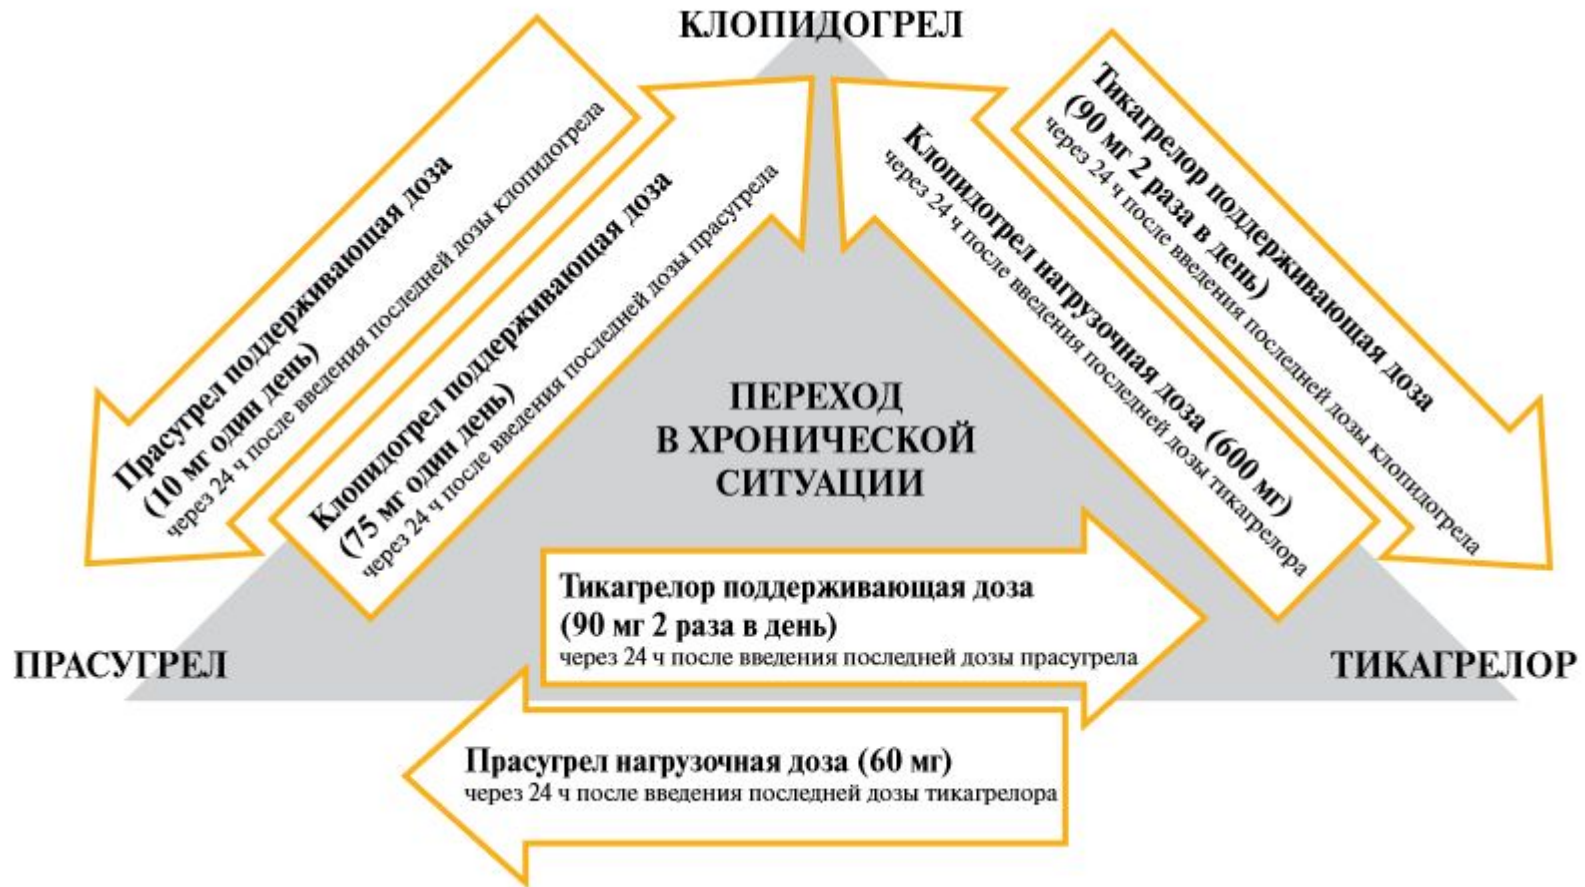 КЛОПИДОГРЕЛ
Прасугрел поддерживающая доза
(10 мг один день)
через 24 ч после введения последней дозы клопидогрела
Клопидогрел поддерживающая доза
(75 мг один день)
через 24 ч после введения последней дозы прасугрела
Клопидогрел нагрузочная доза (600 мг)
через 24 ч после введения последней дозы тикагрелора
Тикагрелор поддерживающая доза
(90 мг 2 раза в день)
через 24 ч после введения последней дозы клопидогрела
ПЕРЕХОД
В ХРОНИЧЕСКОЙ
СИТУАЦИИ
Тикагрелор поддерживающая доза
(90 мг 2 раза в день)
через 24 ч после введения последней дозы прасугрела
ПРАСУГРЕЛ
ТИКАГРЕЛОР
Прасугрел нагрузочная доза (60 мг)
через 24 ч после введения последней дозы тикагрелора